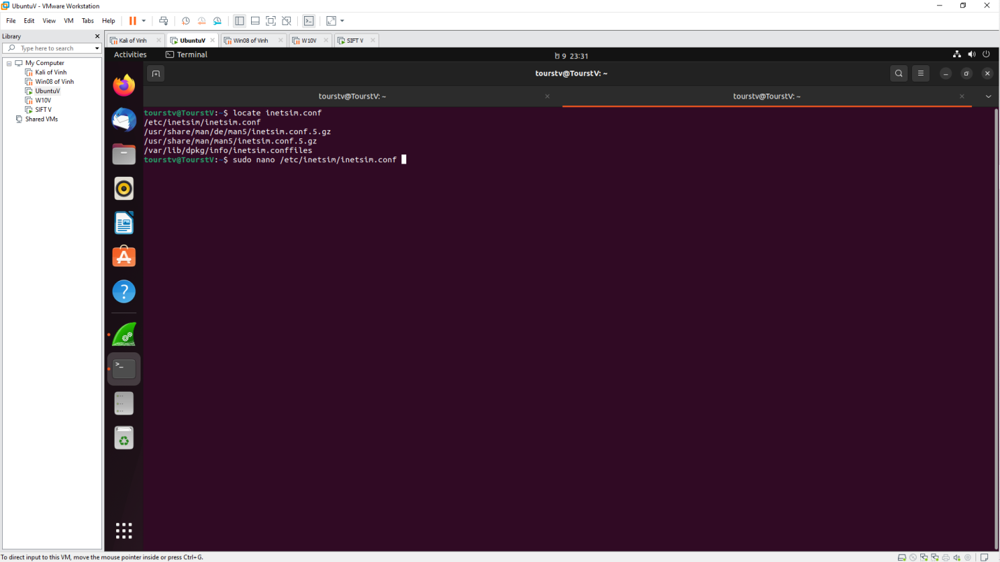 UbuntuV - VMware Workstation
File Edit View VM Tabs Help
Library
Type here to search
My Computer
Kali of Vinh
Win08 of Vinh
UbuntuV
W10V
SIFT V
Shared VMs
Kali of Vinh UbuntuV Win08 of Vinh W10V SIFT V
Activities Terminal 9 23:31
tourstv@TourstV: ~
tourstv@TourstV: ~ tourstv@TourstV: ~
tourstv@TourstV:~$ locate inetsim.conf
/etc/inetsim/inetsim.conf
/usr/share/man/de/man5/inetsim.conf.5.gz
/usr/share/man/man5/inetsim.conf.5.gz
/var/lib/dpkg/info/inetsim.conffiles
tourstv@TourstV:~$ sudo nano /etc/inetsim/inetsim.conf
To direct input to this VM, move the mouse pointer inside or press Ctrl+G.